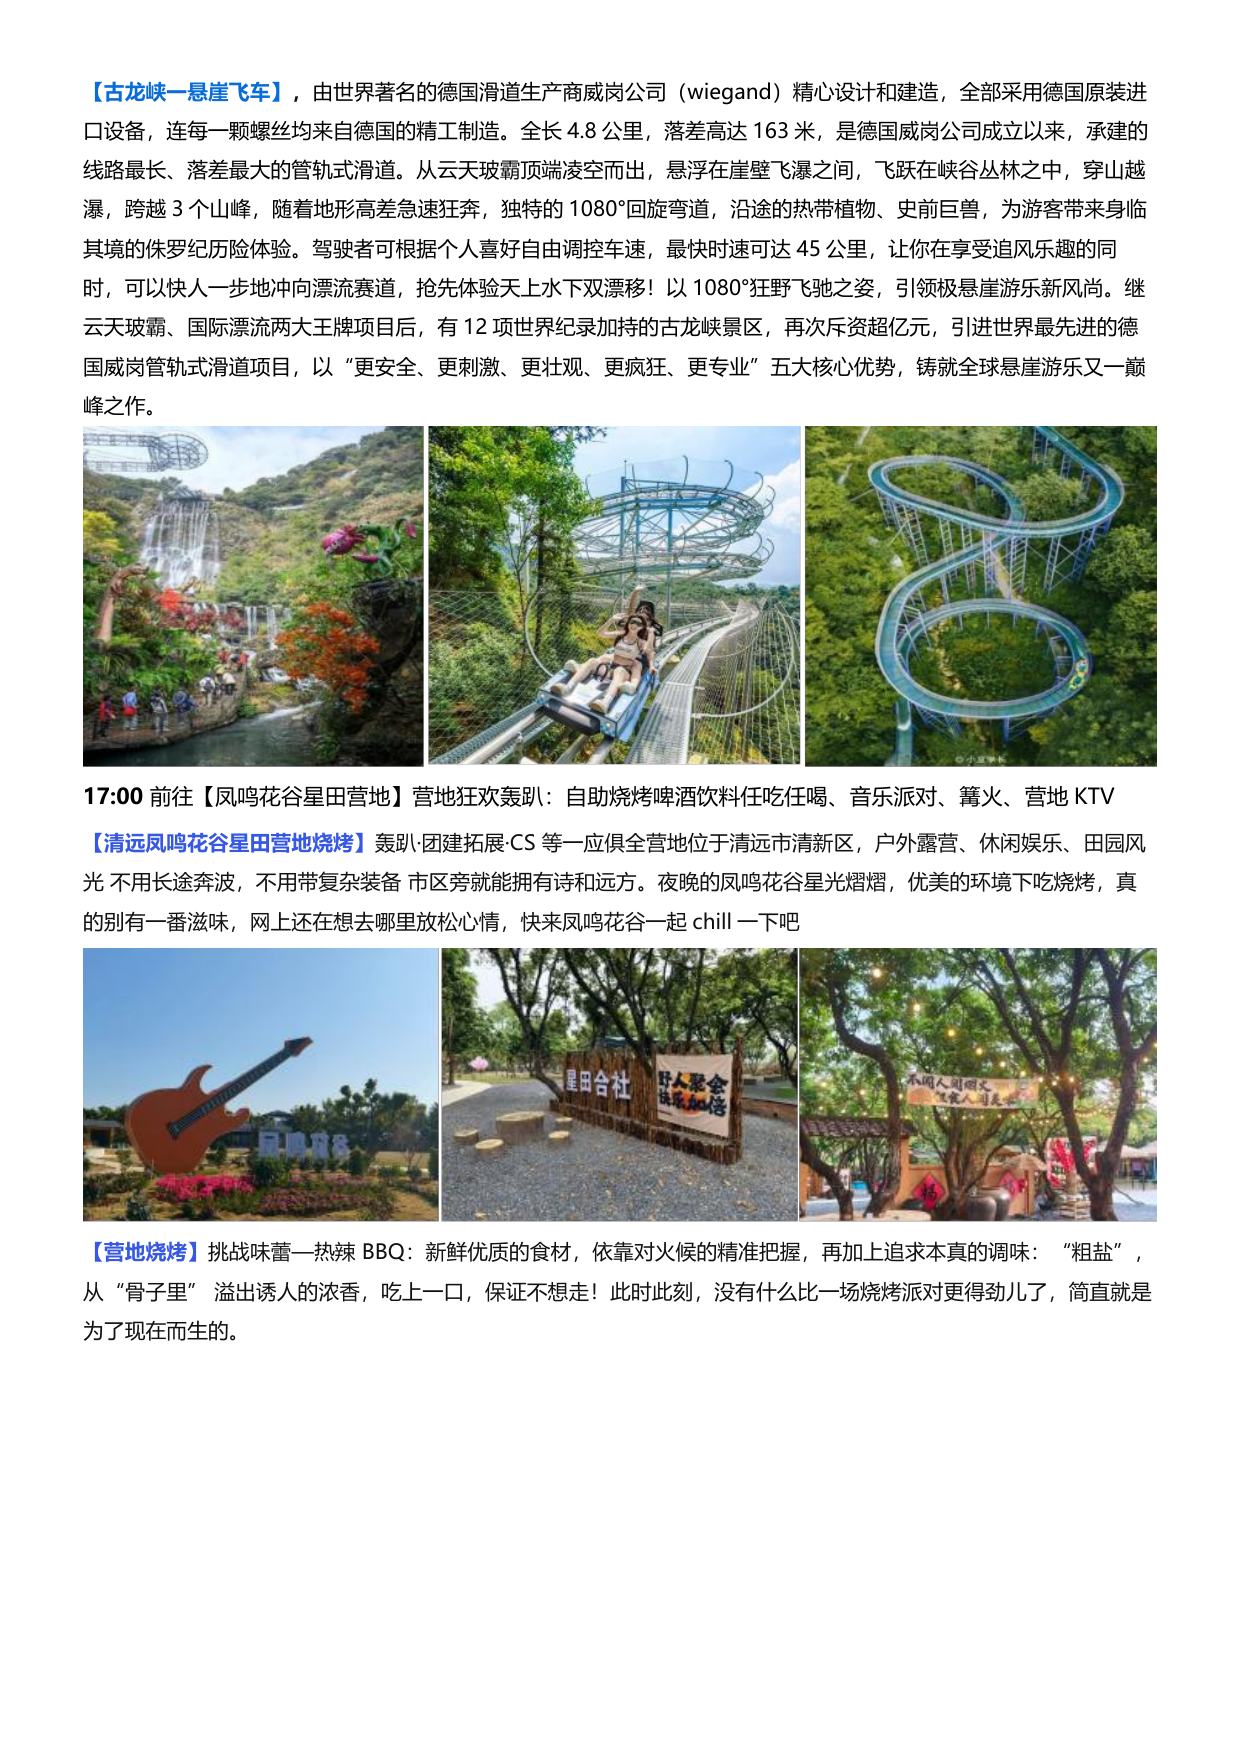 【古龙峡一悬崖飞车】，由世界著名的德国滑道生产商威岗公司（wiegand）精心设计和建造，全部采用德国原装进
口设备，连每一颗螺丝均来自德国的精工制造。全长 4.8 公里，落差高达 163 米，是德国威岗公司成立以来，承建的
线路最长、落差最大的管轨式滑道。从云天玻霸顶端凌空而出，悬浮在崖壁飞瀑之间，飞跃在峡谷丛林之中，穿山越
瀑，跨越 3 个山峰，随着地形高差急速狂奔，独特的 1080°回旋弯道，沿途的热带植物、史前巨兽，为游客带来身临
其境的侏罗纪历险体验。驾驶者可根据个人喜好自由调控车速，最快时速可达 45 公里，让你在享受追风乐趣的同
时，可以快人一步地冲向漂流赛道，抢先体验天上水下双漂移！以 1080°狂野飞驰之姿，引领极悬崖游乐新风尚。继
云天玻霸、国际漂流两大王牌项目后，有 12 项世界纪录加持的古龙峡景区，再次斥资超亿元，引进世界最先进的德
国威岗管轨式滑道项目，以“更安全、更刺激、更壮观、更疯狂、更专业”五大核心优势，铸就全球悬崖游乐又一巅
峰之作。
17:00 前往【凤鸣花谷星田营地】营地狂欢轰趴：自助烧烤啤酒饮料任吃任喝、音乐派对、篝火、营地 KTV
【清远凤鸣花谷星田营地烧烤】轰趴·团建拓展·CS 等一应俱全营地位于清远市清新区，户外露营、休闲娱乐、田园风
光 不用长途奔波，不用带复杂装备 市区旁就能拥有诗和远方。夜晚的凤鸣花谷星光熠熠，优美的环境下吃烧烤，真
的别有一番滋味，网上还在想去哪里放松心情，快来凤鸣花谷一起 chill 一下吧
凤鸣花谷
星田合社
野人聚会
快乐加倍
福
【营地烧烤】挑战味蕾—热辣 BBQ：新鲜优质的食材，依靠对火候的精准把握，再加上追求本真的调味：“粗盐”，
从“骨子里” 溢出诱人的浓香，吃上一口，保证不想走！此时此刻，没有什么比一场烧烤派对更得劲儿了，简直就是
为了现在而生的。